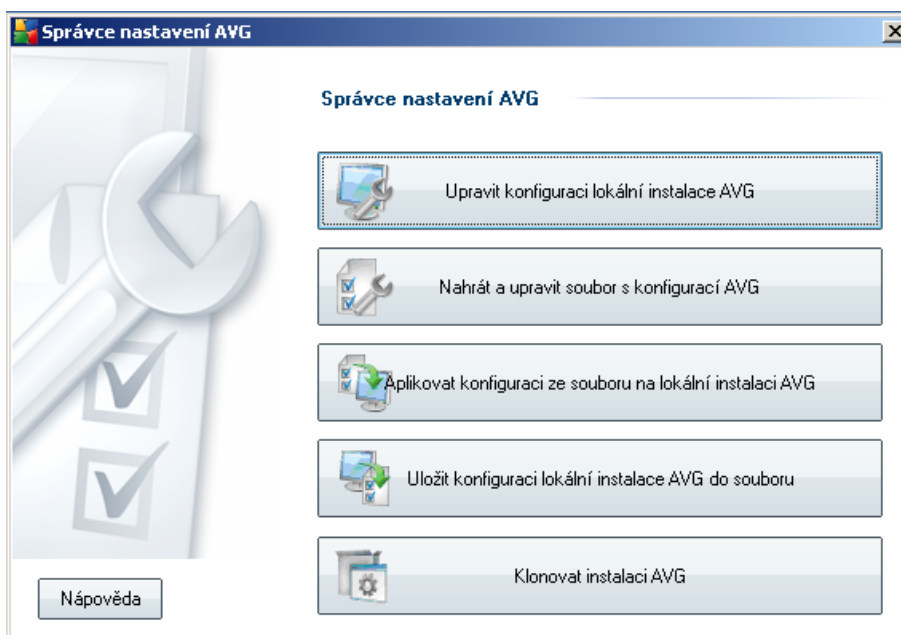 Správce nastavení AVG
Správce nastavení AVG
Upravit konfiguraci lokální instalace AVG
Nahrát a upravit soubor s konfigurací AVG
Aplikovat konfiguraci ze souboru na lokální instalaci AVG
Uložit konfiguraci lokální instalace AVG do souboru
Klonovat instalaci AVG
Nápověda